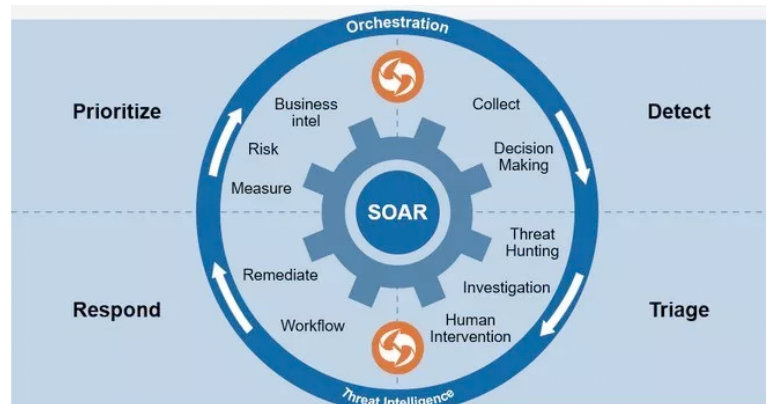 Orchestration
Prioritize
Business
intel
Risk
Measure
Collect
Decision
Making
Detect
SOAR
Respond
Remediate
Workflow
Threat
Hunting
Investigation
Human
Intervention
Triage
Threat Intelligence